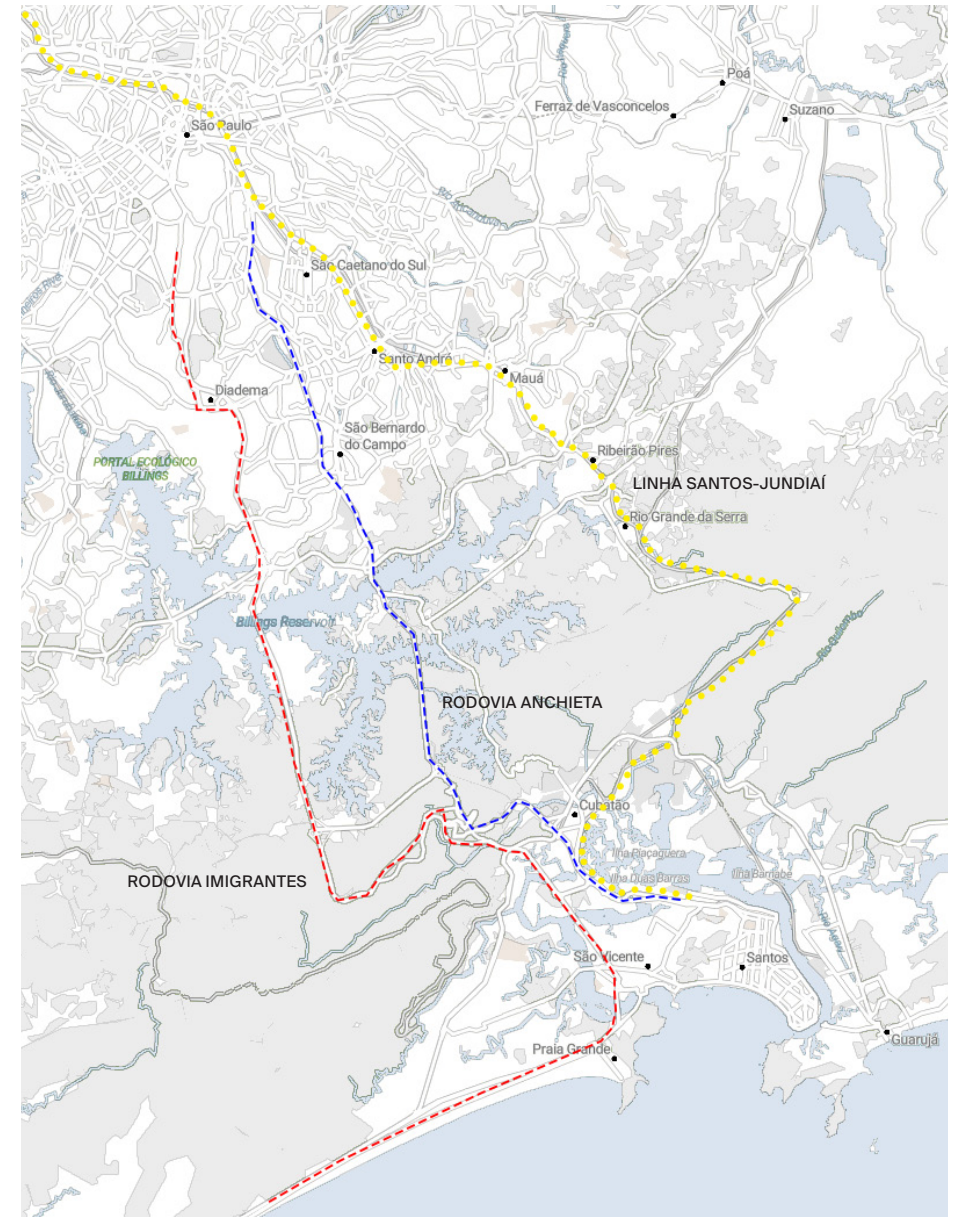 Poá
Ferraz de Vasconcelos
Suzano
São Paulo
São Caetano do Sul
Santo André
Mauá
Diadema
São Bernardo
do Campo
PORTAL ECOLÓGICO
BILLINGS
Ribeirão Pires
LINHA SANTOS-JUNDIAÍ
Rio Grande da Serra
Billings Reservoir
Rio Quilombo
RODOVIA ANCHIETA
Cubatão
Ilha Piaçaguera
Ilha Duas Barras
Ilha Barnabé
RODOVIA IMIGRANTES
São Vicente
Santos
Guarujá
Praia Grande